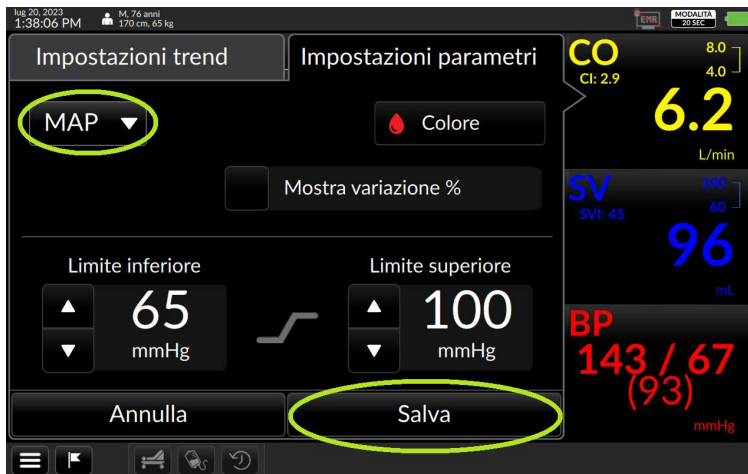 lug 20, 2023
1:38:06 PM
M, 76 anni
170 cm, 65 kg
EMR
MODALITÀ
20 SEC
Impostazioni trend
Impostazioni parametri
MAP
Colore
Mostra variazione %
Limite inferiore
Limite superiore
65
100
mmHg
mmHg
Annulla
Salva
CO
CI: 2.9
8.0
4.0
6.2
L/min
SV
SVI: 45
100
60
96
mL
BP
143 / 67
(93)
mmHg